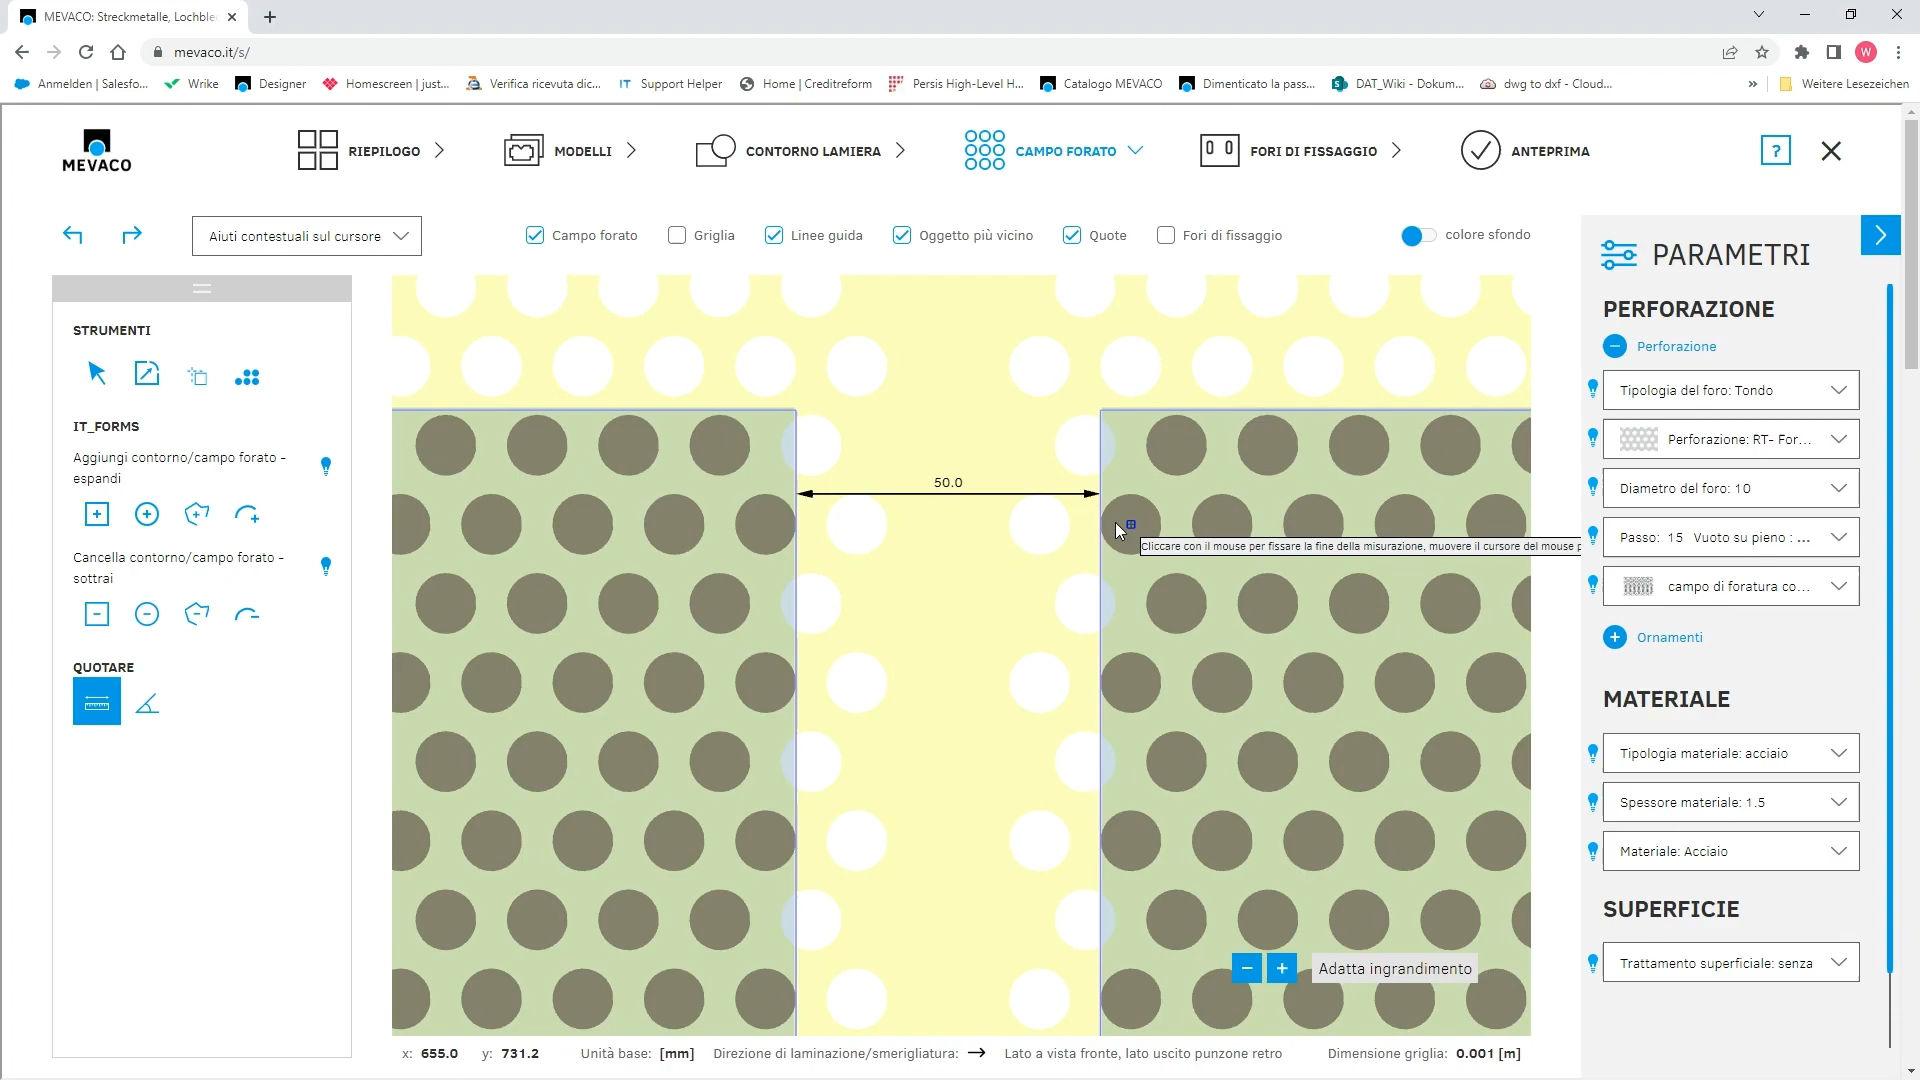 MEVACO: Streckmetalle, Lochble
mevaco.it/s/
W
Anmelden | Salesfo...
Wrike
Designer
Homescreen | just...
Verifica ricevuta dic...
IT Support Helper
Home | Creditreform
Persis High-Level H...
Catalogo MEVACO
Dimenticato la pass...
DAT_Wiki - Dokum...
dwg to dxf - Cloud...
»
Weitere Lesezeichen
MEVACO
RIEPILOGO
MODELLI
CONTORNO LAMIERA
CAMPO FORATO
FORI DI FISSAGGIO
ANTEPRIMA
?
Aiuti contestuali sul cursore
Campo forato
Griglia
Linee guida
Oggetto più vicino
Quote
Fori di fissaggio
colore sfondo
STRUMENTI
IT_FORMS
Aggiungi contorno/campo forato -
espandi
Cancella contorno/campo forato -
sottrai
QUOTARE
50.0
Cliccare con il mouse per fissare la fine della misurazione, muovere il cursore del mouse p
Adatta ingrandimento
x: 655.0 y: 731.2 Unità base: [mm] Direzione di laminazione/smerigliatura: → Lato a vista fronte, lato uscito punzone retro Dimensione griglia: 0.001 [m]
PARAMETRI
PERFORAZIONE
Perforazione
Tipologia del foro: Tondo
Perforazione: RT- For...
Diametro del foro: 10
Passo: 15 Vuoto su pieno : ...
campo di foratura co...
Ornamenti
MATERIALE
Tipologia materiale: acciaio
Spessore materiale: 1.5
Materiale: Acciaio
SUPERFICIE
Trattamento superficiale: senza